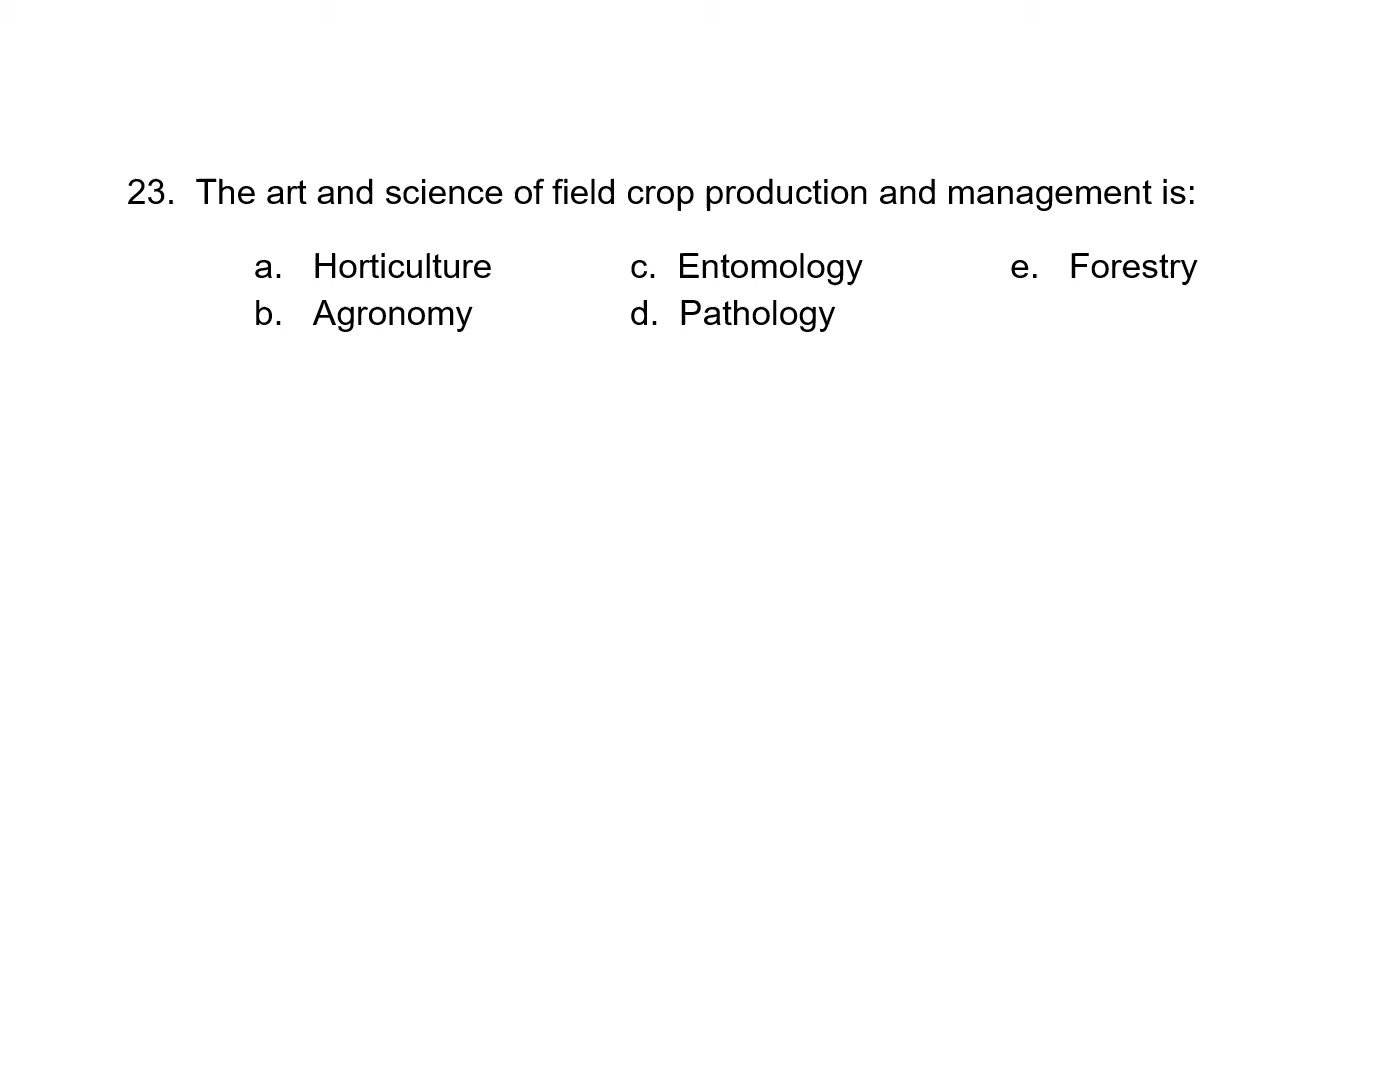 23. The art and science of field crop production and management is:
a. Horticulture c. Entomology e. Forestry
b. Agronomy d. Pathology